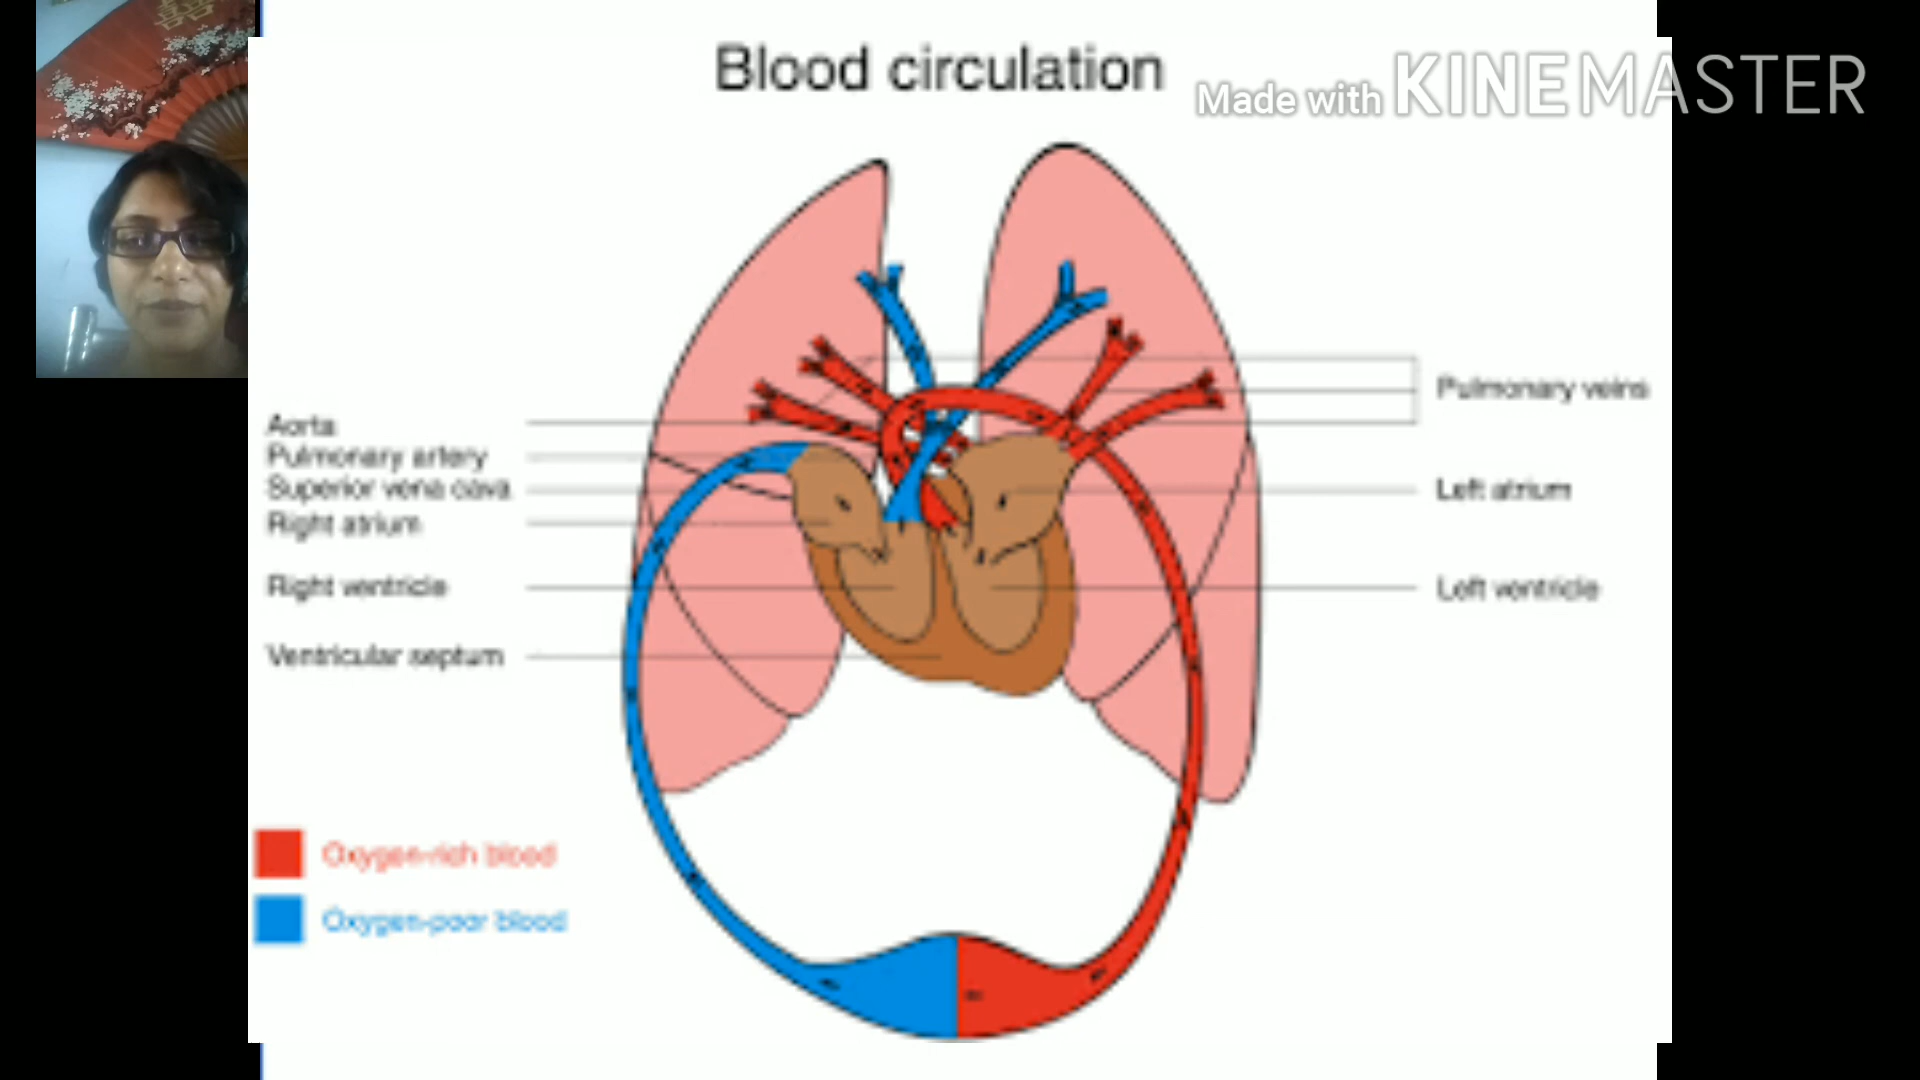 Blood circulation
Made with KINEMASTER
Aorta
Pulmonary artery
Superior vena cava
Right atrium
Right ventricle
Ventricular septum
Pulmonary veins
Left atrium
Left ventricle
Oxygen-rich blood
Oxygen-poor blood